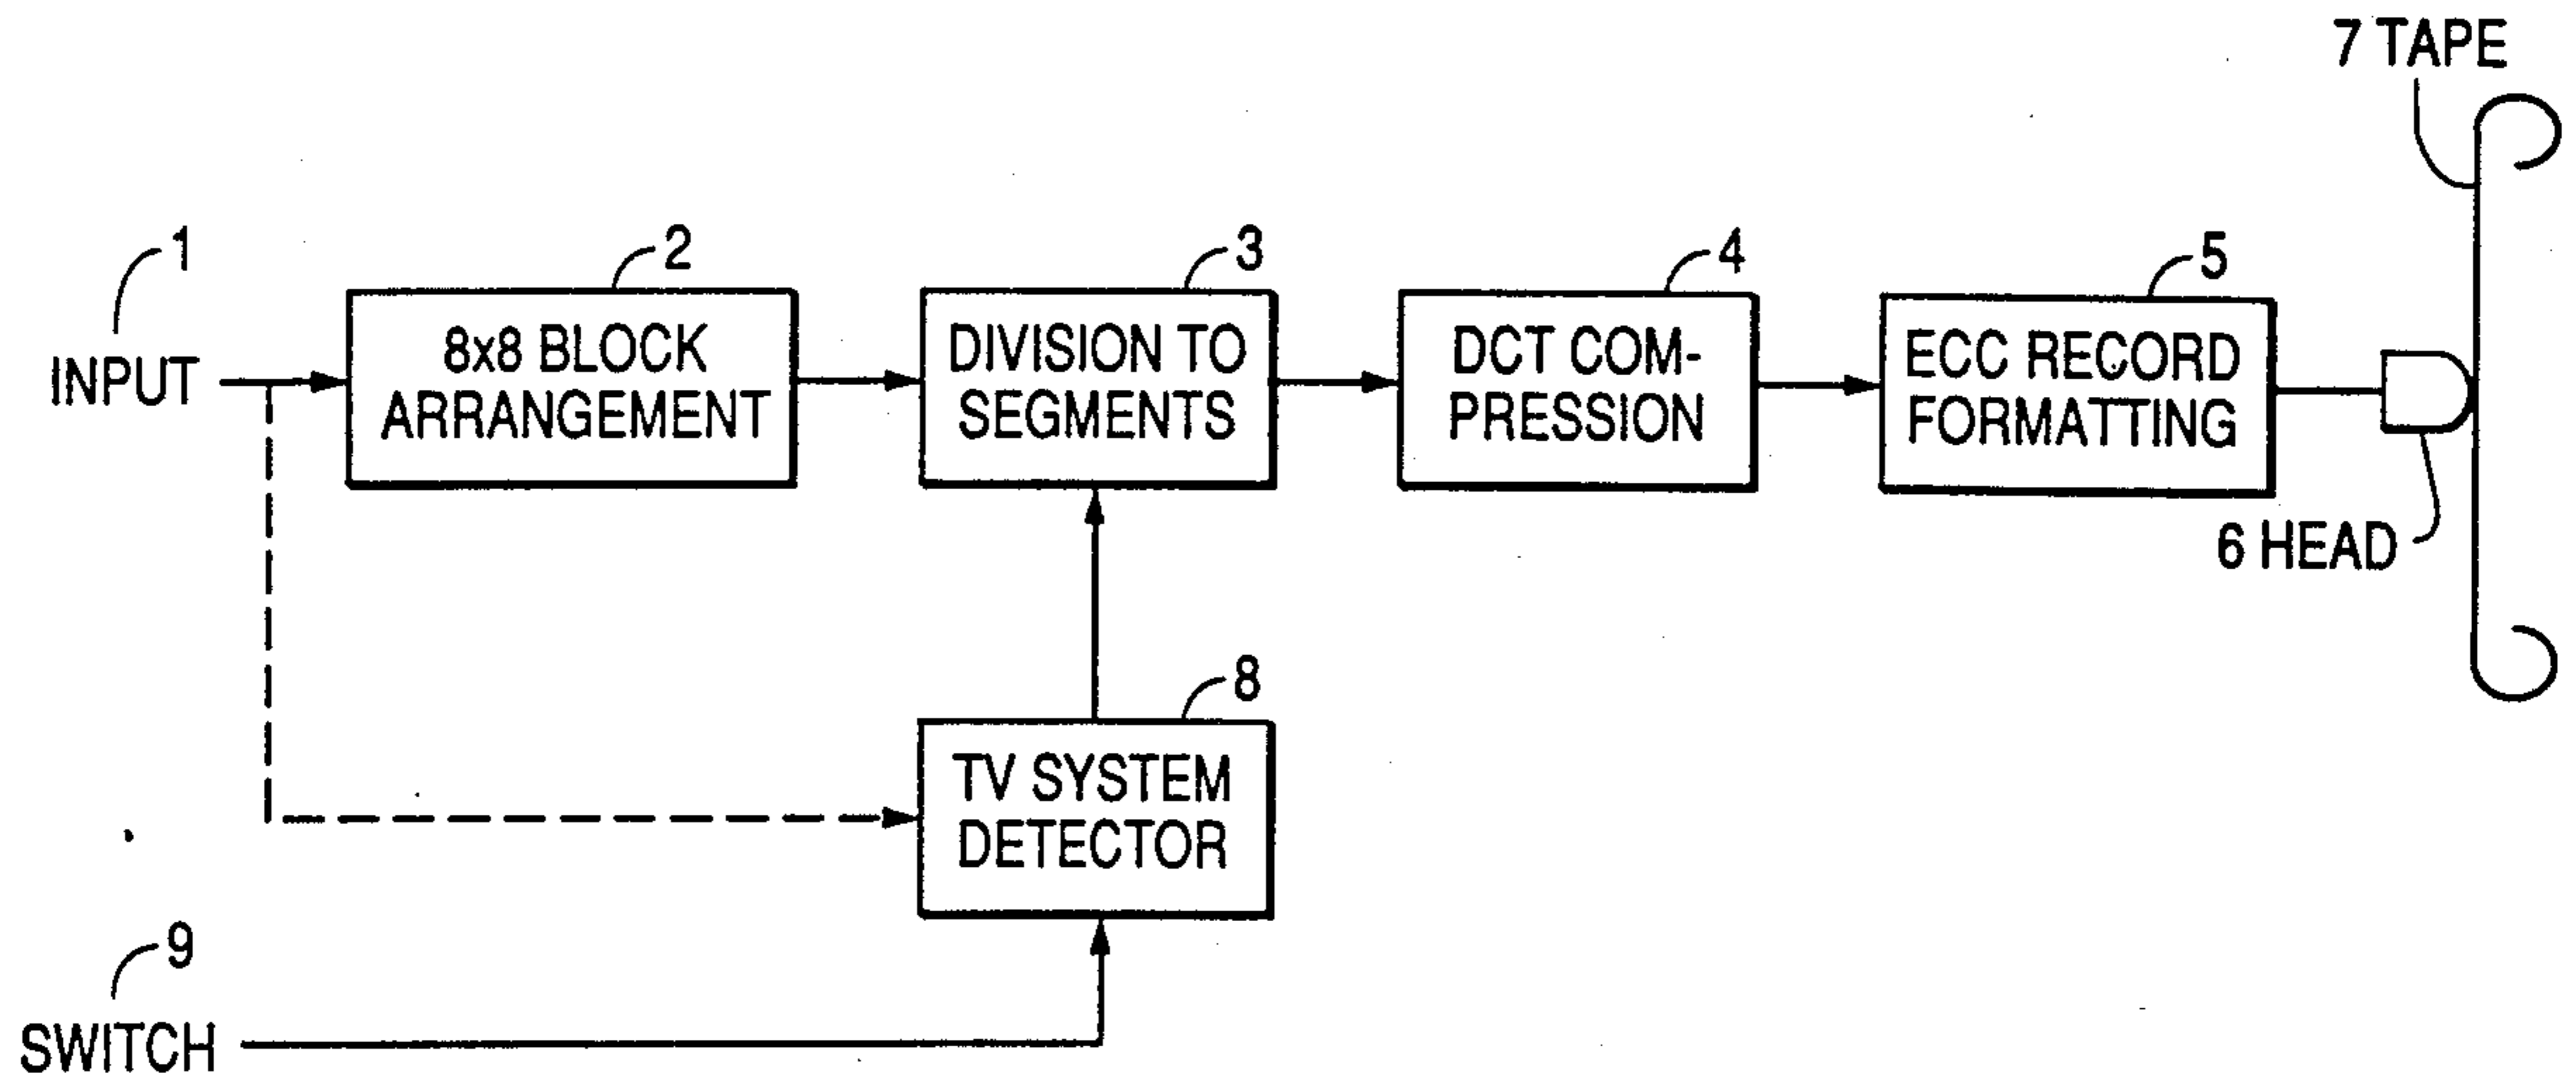 7 TAPE
1
2
3
4
5
INPUT
8x8 BLOCK
ARRANGEMENT
DIVISION TO
SEGMENTS
DCT COM-
PRESSION
ECC RECORD
FORMATTING
6 HEAD
8
TV SYSTEM
DETECTOR
9
SWITCH